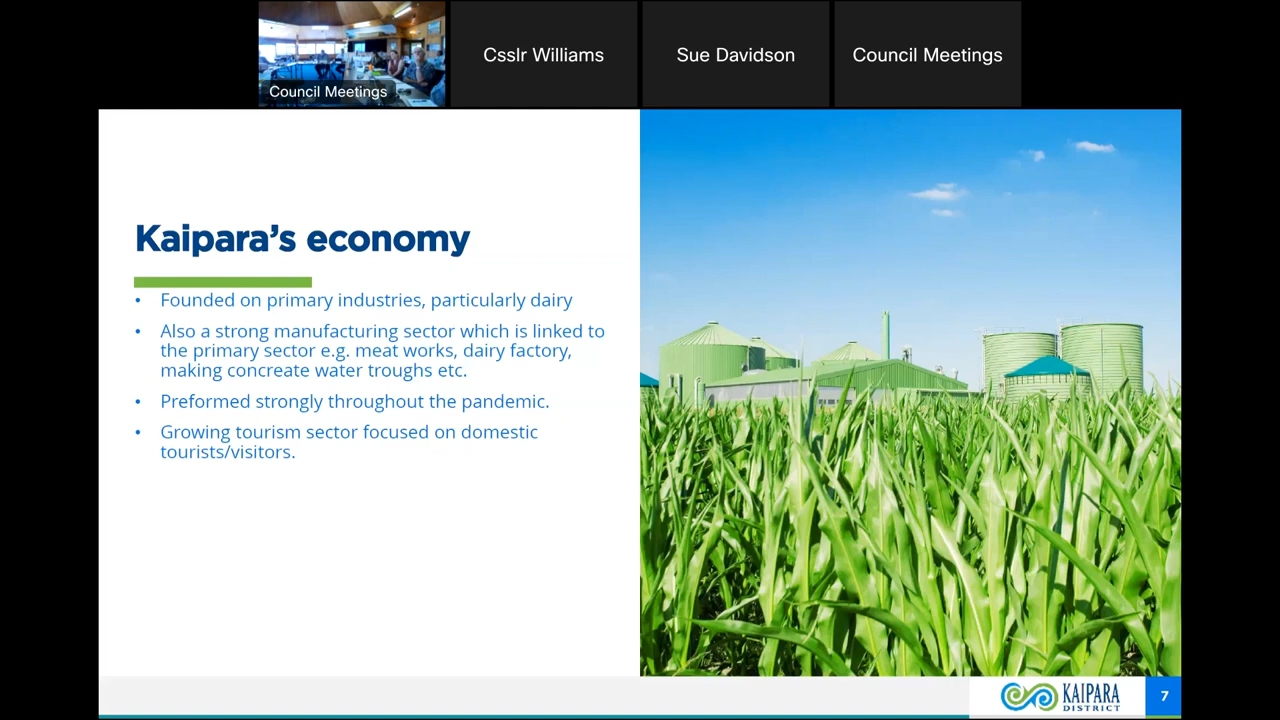 Council Meetings
Csslr Williams
Sue Davidson
Council Meetings
Kaipara's economy
• Founded on primary industries, particularly dairy
• Also a strong manufacturing sector which is linked to
the primary sector e.g. meat works, dairy factory,
making concreate water troughs etc.
• Preformed strongly throughout the pandemic.
• Growing tourism sector focused on domestic
tourists/visitors.
KAIPARA
DISTRICT
7